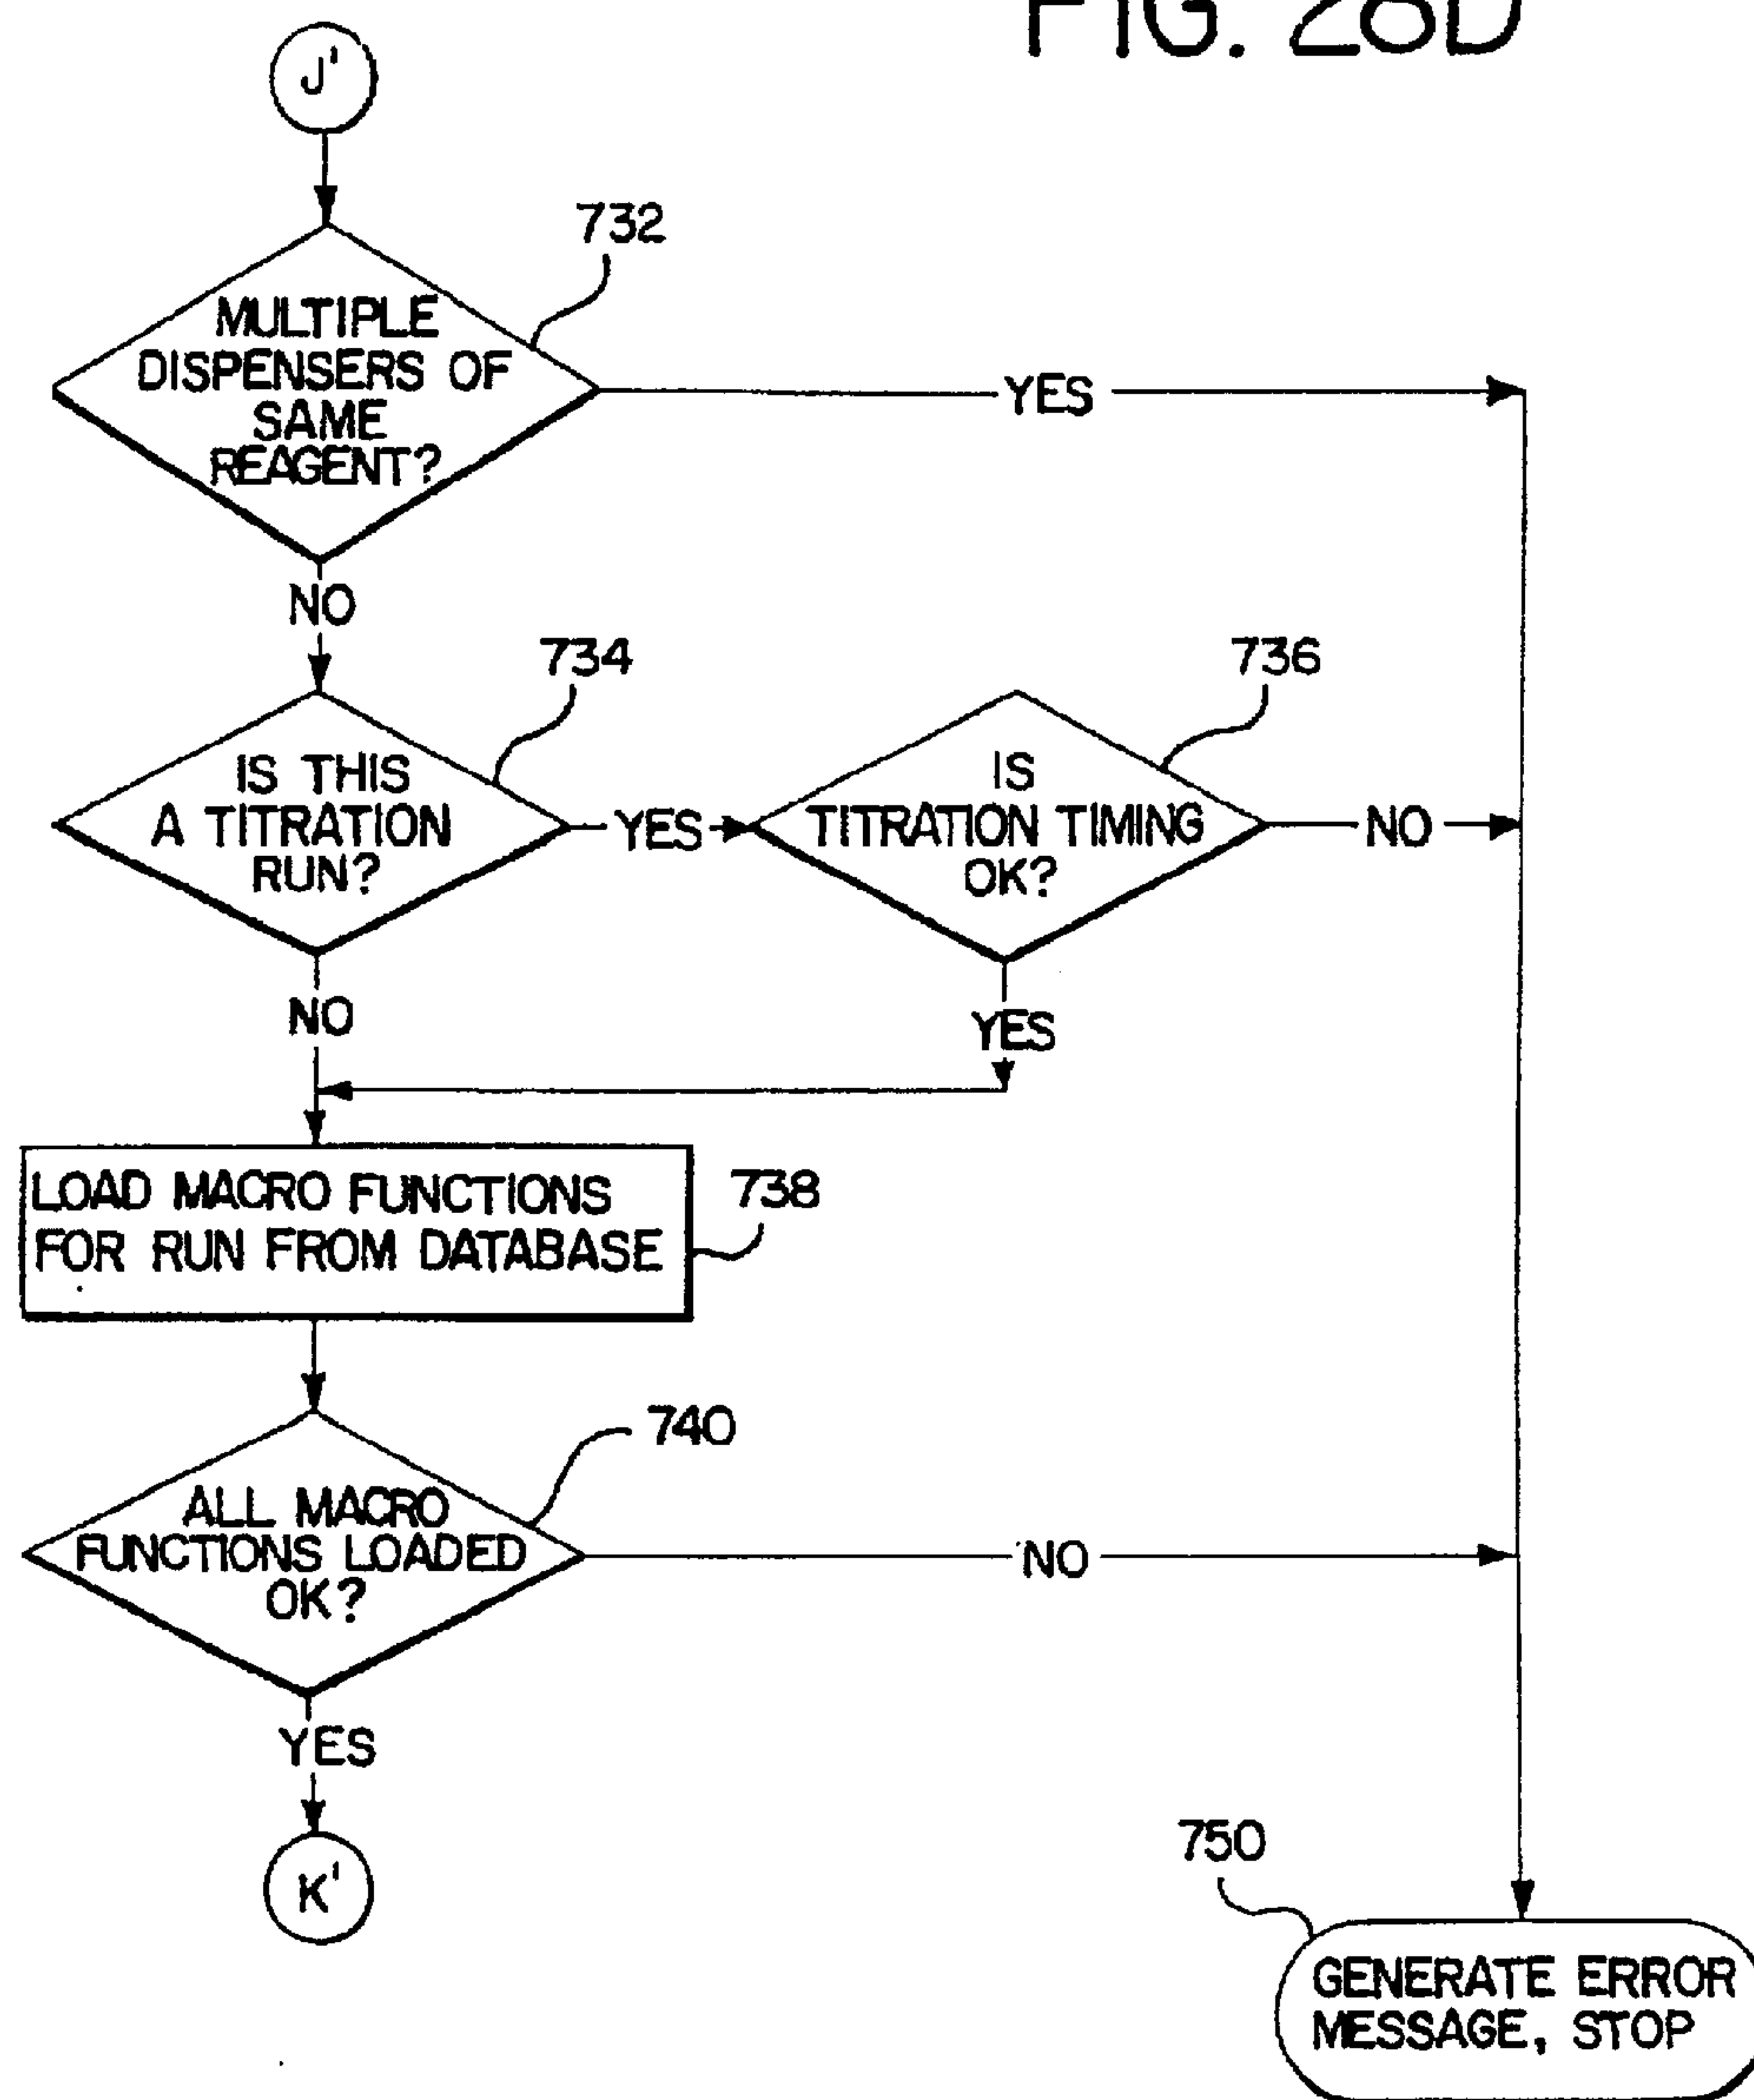 FIG. 28D
J'
732
MULTIPLE
DISPENSERS OF
SAME
REAGENT?
YES
NO
734
736
IS THIS
A TITRATION
RUN?
YES
IS
TITRATION TIMING
OK?
NO
NO
YES
LOAD MACRO FUNCTIONS
FOR RUN FROM DATABASE
738
740
ALL MACRO
FUNCTIONS LOADED
OK?
NO
YES
K'
750
GENERATE ERROR
MESSAGE, STOP